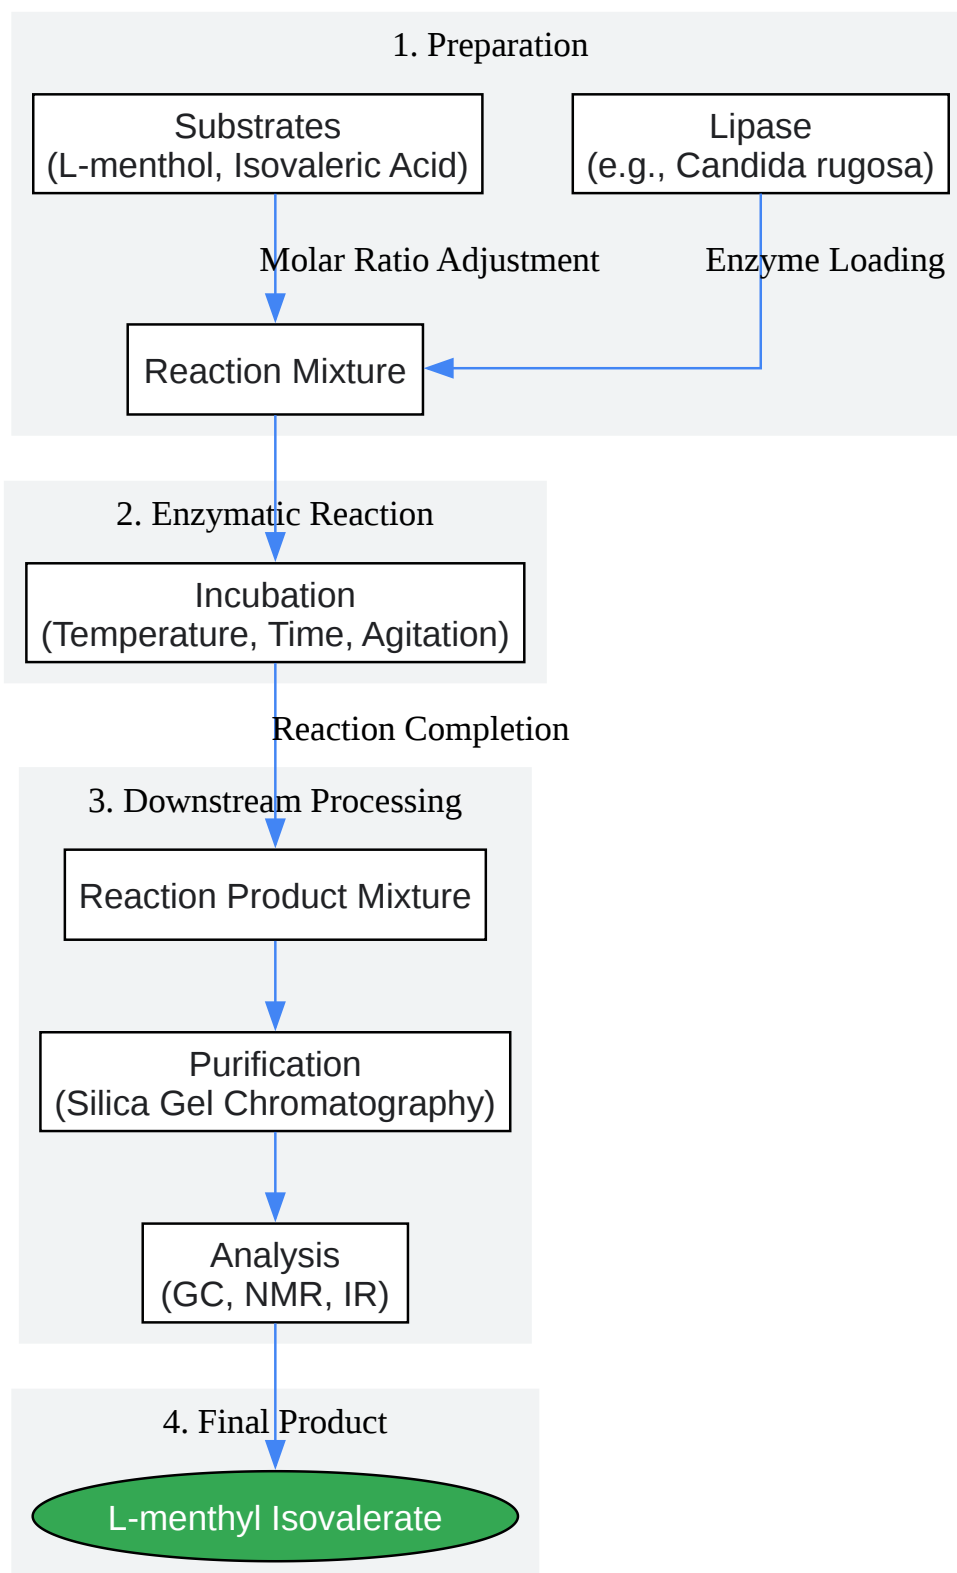 1. Preparation
Substrates
(L-menthol, Isovaleric Acid)
Lipase
(e.g., Candida rugosa)
Molar Ratio Adjustment
Enzyme Loading
Reaction Mixture
2. Enzymatic Reaction
Incubation
(Temperature, Time, Agitation)
Reaction Completion
3. Downstream Processing
Reaction Product Mixture
Purification
(Silica Gel Chromatography)
Analysis
(GC, NMR, IR)
4. Final Product
L-menthyl Isovalerate